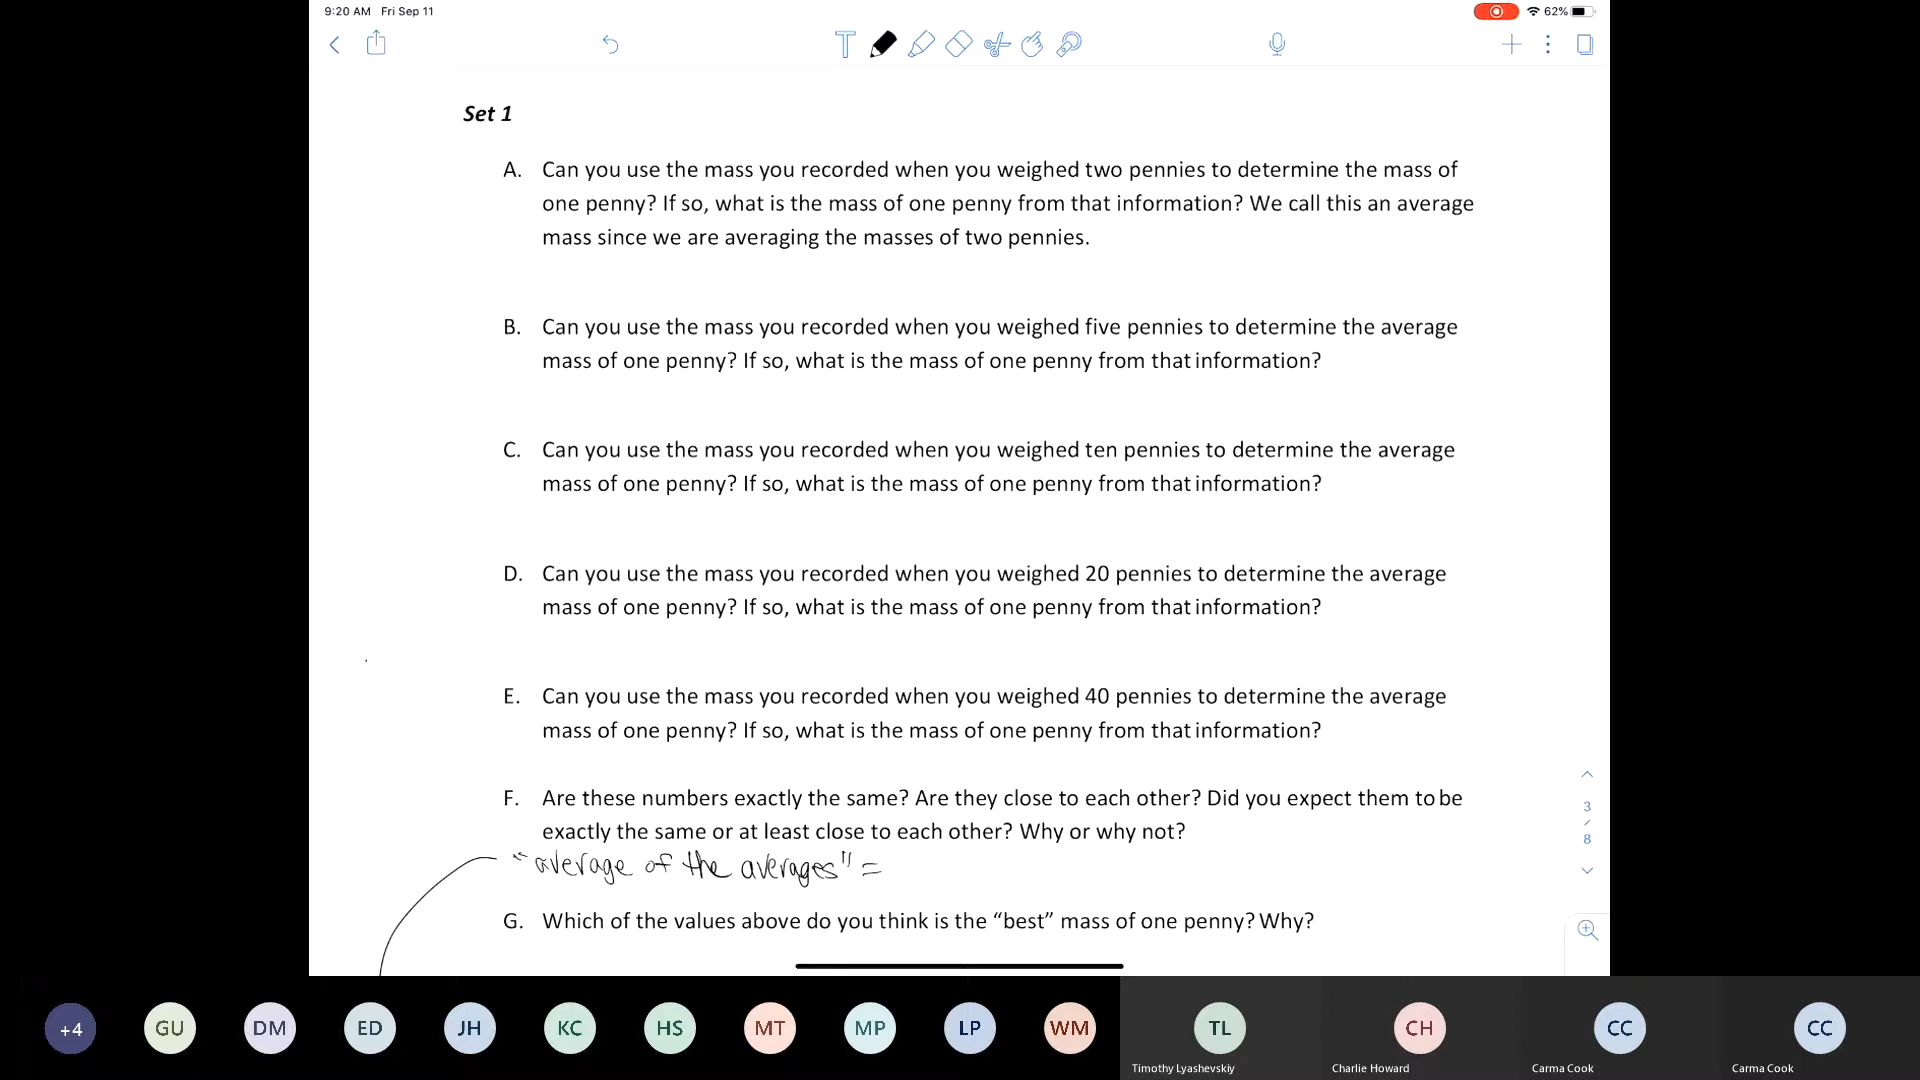 9:20 AM Fri Sep 11
62%
Set 1
A. Can you use the mass you recorded when you weighed two pennies to determine the mass of
one penny? If so, what is the mass of one penny from that information? We call this an average
mass since we are averaging the masses of two pennies.
B. Can you use the mass you recorded when you weighed five pennies to determine the average
mass of one penny? If so, what is the mass of one penny from that information?
C. Can you use the mass you recorded when you weighed ten pennies to determine the average
mass of one penny? If so, what is the mass of one penny from that information?
D. Can you use the mass you recorded when you weighed 20 pennies to determine the average
mass of one penny? If so, what is the mass of one penny from that information?
E. Can you use the mass you recorded when you weighed 40 pennies to determine the average
mass of one penny? If so, what is the mass of one penny from that information?
F. Are these numbers exactly the same? Are they close to each other? Did you expect them to be
exactly the same or at least close to each other? Why or why not?
"average of the averages" =
G. Which of the values above do you think is the “best” mass of one penny? Why?
3
/
8
+4 GU DM ED JH KC HS MT MP LP WM TL CH CC CC
Timothy Lyashevskiy Charlie Howard Carma Cook Carma Cook